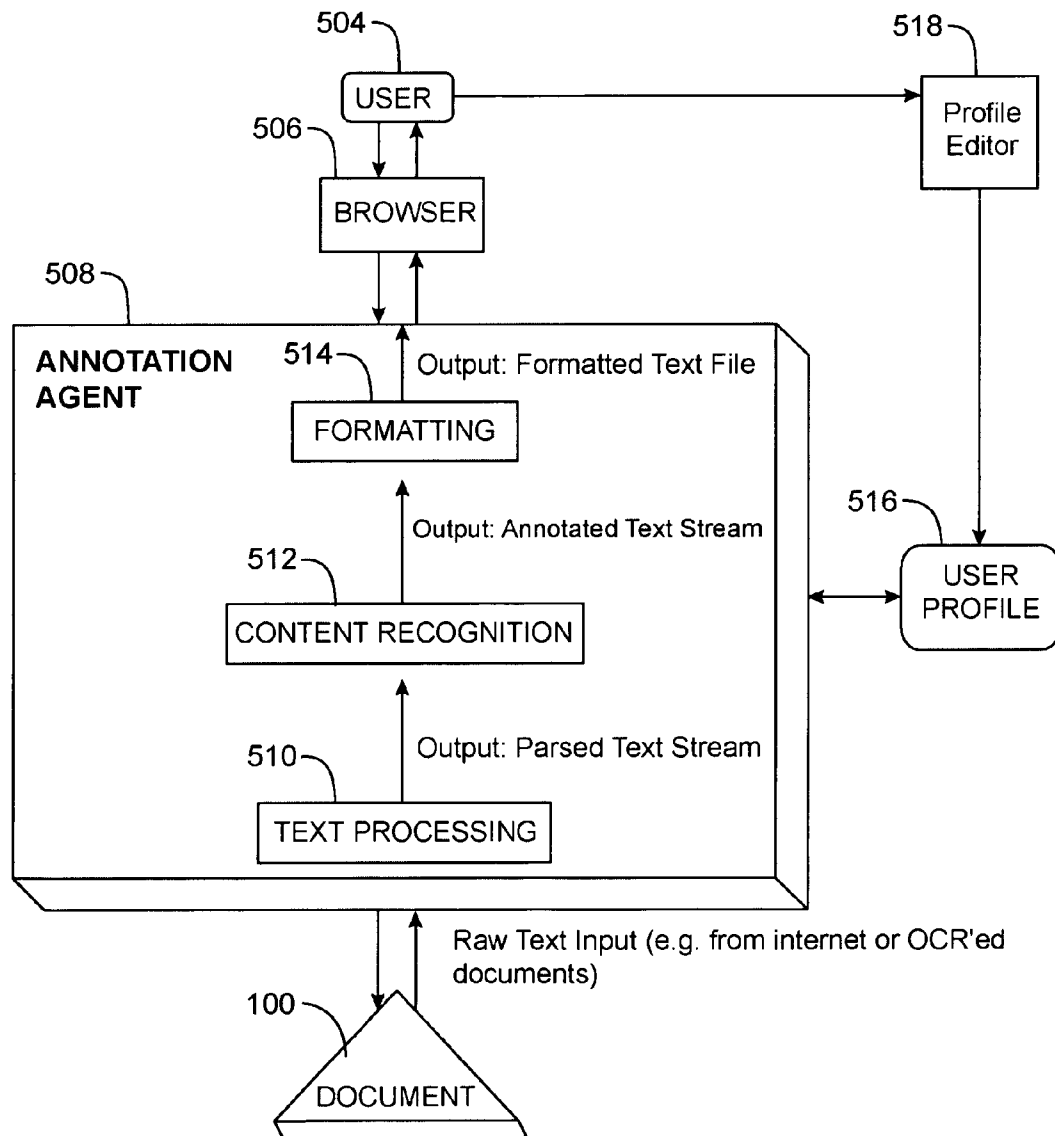 504
518
USER
506
Profile
Editor
BROWSER
508
ANNOTATION
AGENT
514
Output: Formatted Text File
FORMATTING
516
Output: Annotated Text Stream
512
USER
PROFILE
CONTENT RECOGNITION
Output: Parsed Text Stream
510
TEXT PROCESSING
Raw Text Input (e.g. from internet or OCR'ed
documents)
100
DOCUMENT